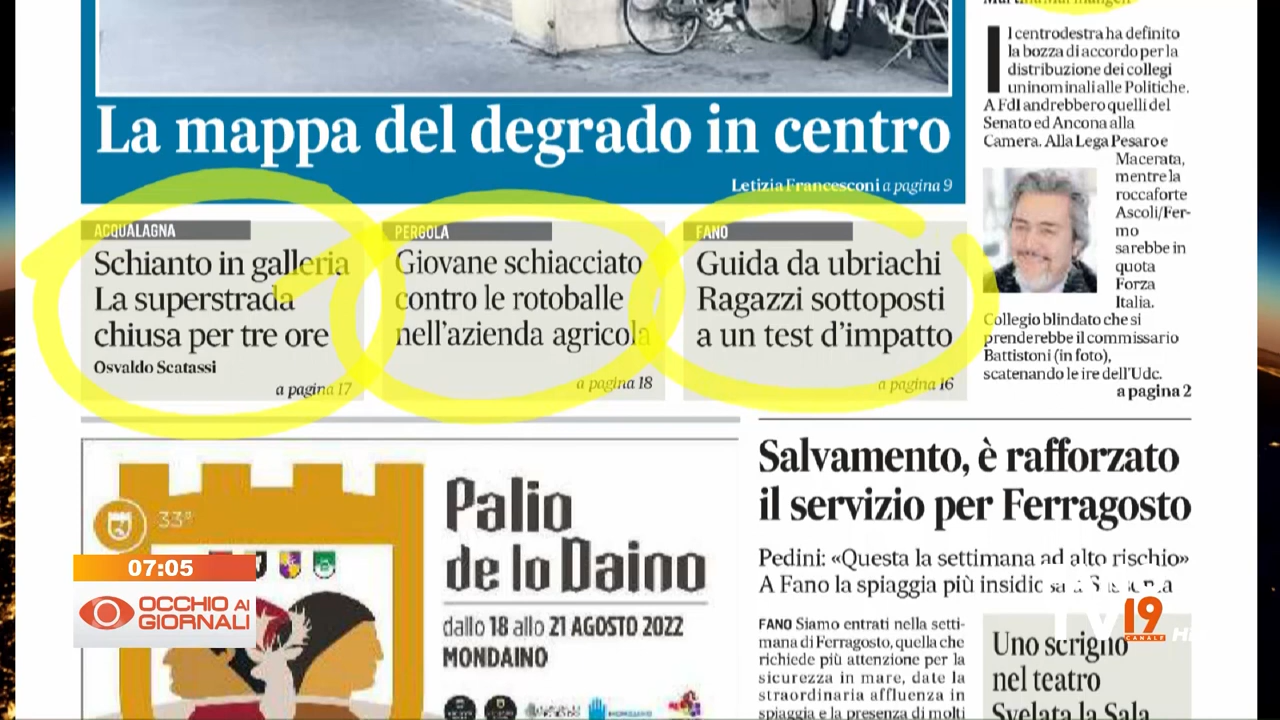 La mappa del degrado in centro
Letizia Francesconi a pagina 9
ACQUALAGNA
Schianto in galleria
La superstrada
chiusa per tre ore
Osvaldo Scatassi
a pagina 17
PERGOLA
Giovane schiacciato
contro le rotoballe
nell'azienda agricola
a pagina 18
FANO
Guida da ubriachi
Ragazzi sottoposti
a un test d'impatto
a pagina 16
Il centrodestra ha definito
la bozza di accordo per la
distribuzione dei collegi
uninominali alle Politiche.
A FdI andrebbero quelli del
Senato ed Ancona alla
Camera. Alla Lega Pesaro e
Macerata,
mentre la
roccaforte
Ascoli/Fer-
mo
sarebbe in
quota
Forza
Italia.
Collegio blindato che si
prenderebbe il commissario
Battistoni (in foto),
scatenando le ire dell'Udc.
a pagina 2
33°
Palio
de lo Daino
dallo 18 allo 21 AGOSTO 2022
MONDAINO
Salvamento, è rafforzato
il servizio per Ferragosto
Pedini: «Questa la settimana ad alto rischio»
A Fano la spiaggia più
FANO Siamo entrati nella setti-
mana di Ferragosto, quella che
richiede più attenzione per la
sicurezza in mare, date la
straordinaria affluenza in
spiaggia e la presenza di molti
Uno scrigno
nel teatro
Svelata la Sala
07:05
OCCHIO AI
GIORNALI
TV 19
CANALE